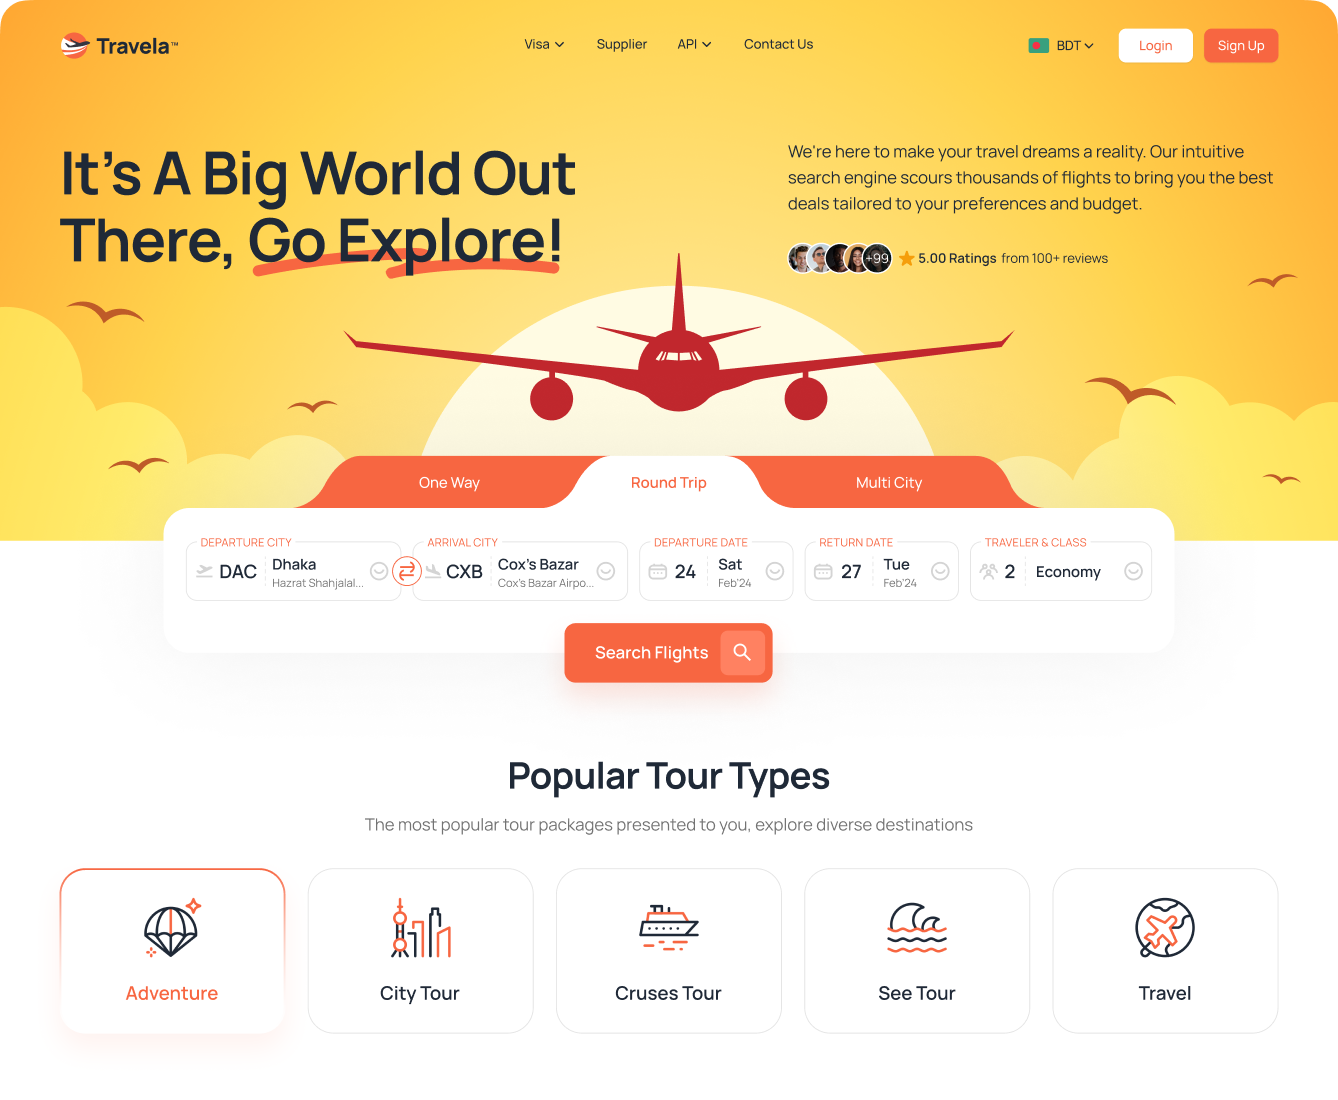 Travela™
Visa
Supplier
API
Contact Us
BDT
Login
Sign Up
It's A Big World Out
There, Go Explore!
We're here to make your travel dreams a reality. Our intuitive
search engine scours thousands of flights to bring you the best
deals tailored to your preferences and budget.
+99
5.00 Ratings from 100+ reviews
One Way
Round Trip
Multi City
DEPARTURE CITY
DAC
Dhaka
Hazrat Shahjalal...
ARRIVAL CITY
CXB
Cox's Bazar
Cox's Bazar Airpo...
DEPARTURE DATE
24
Sat
Feb'24
RETURN DATE
27
Tue
Feb'24
TRAVELER & CLASS
2
Economy
Search Flights
Popular Tour Types
The most popular tour packages presented to you, explore diverse destinations
Adventure
City Tour
Cruses Tour
See Tour
Travel